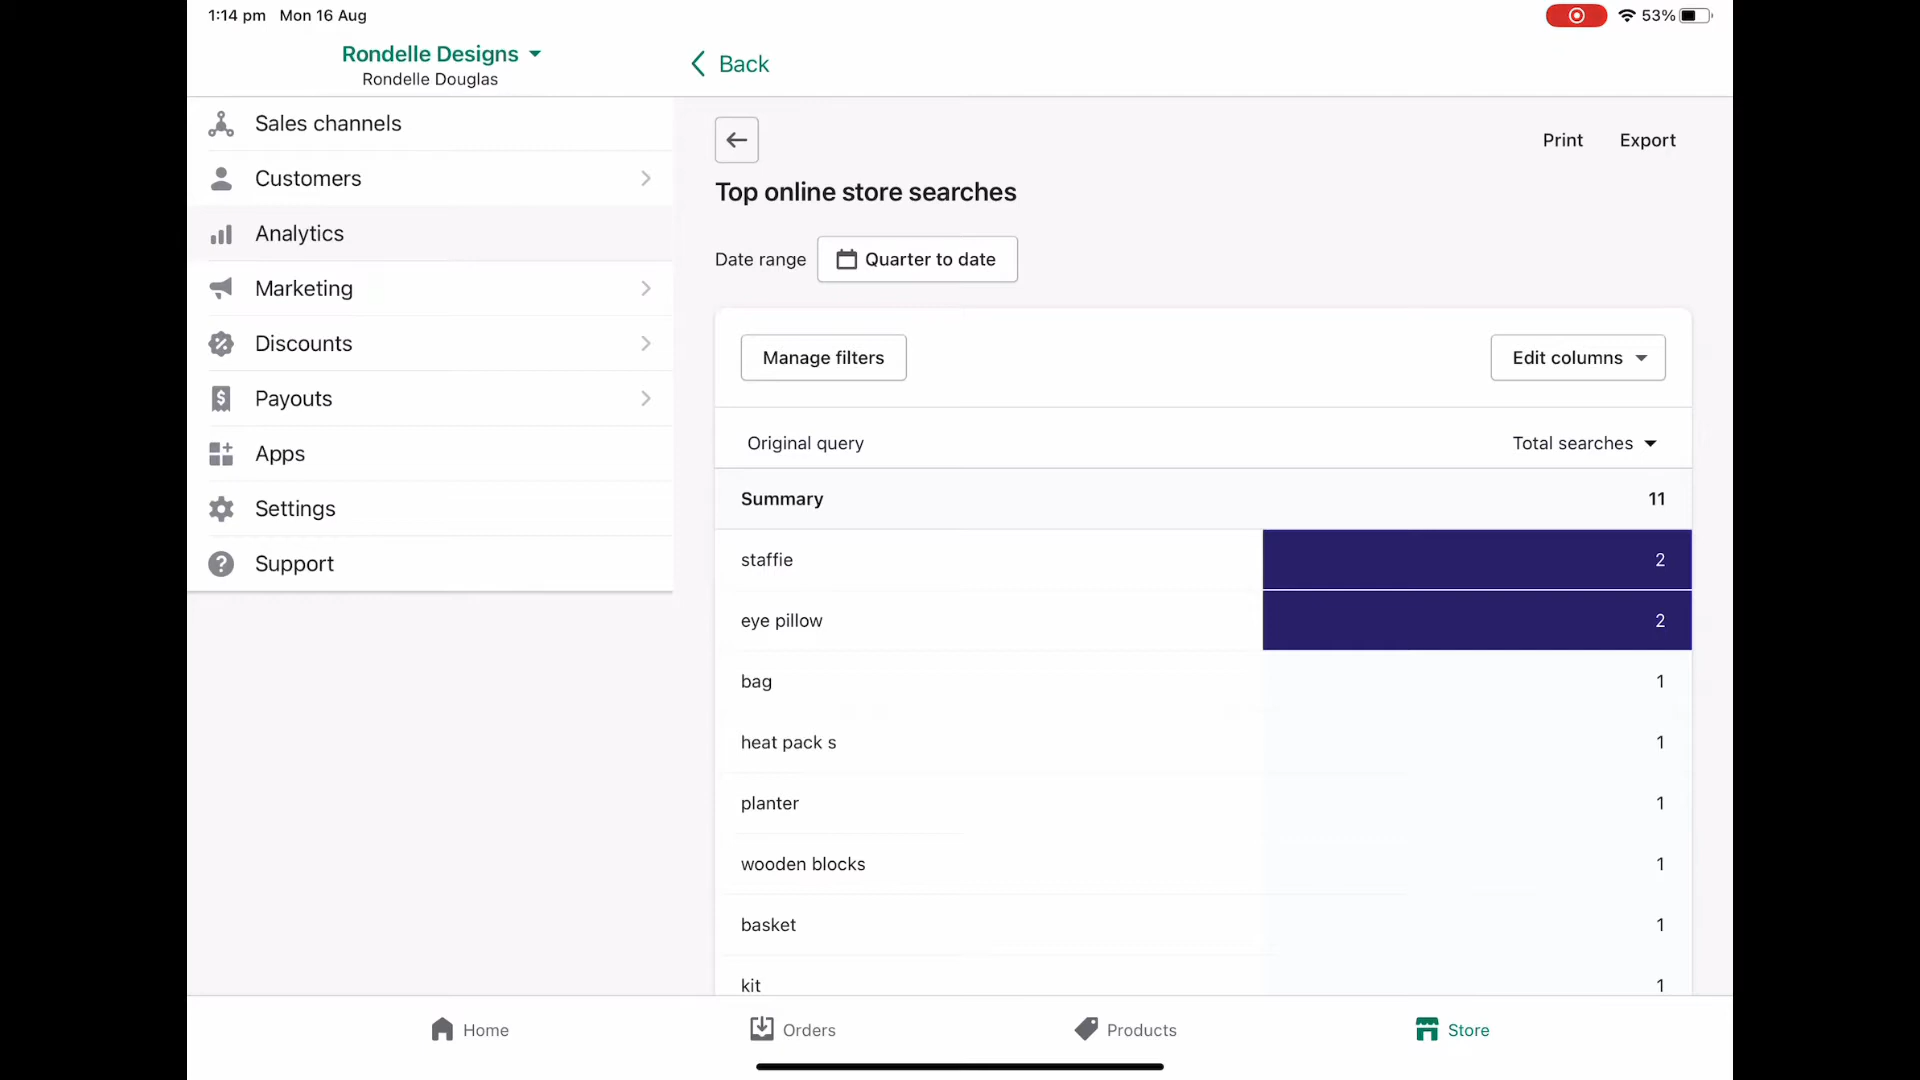 1:14 pm Mon 16 Aug
53%
Rondelle Designs
Rondelle Douglas
Back
Sales channels
Customers
Analytics
Marketing
Discounts
Payouts
Apps
Settings
Support
Print Export
Top online store searches
Date range Quarter to date
Manage filters Edit columns
Original query Total searches
Summary 11
staffie 2
eye pillow 2
bag 1
heat pack s 1
planter 1
wooden blocks 1
basket 1
kit 1
Home Orders Products Store